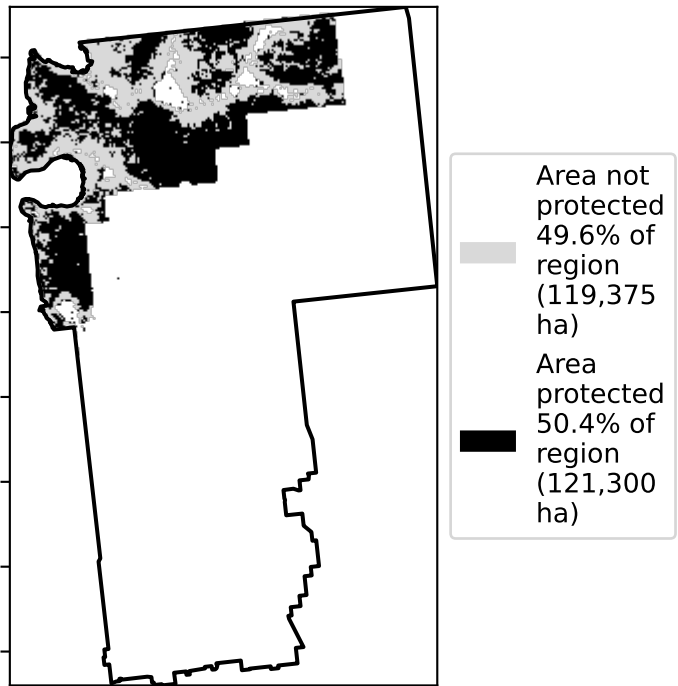 Area not
protected
49.6% of
region
(119,375
ha)
Area
protected
50.4% of
region
(121,300
ha)